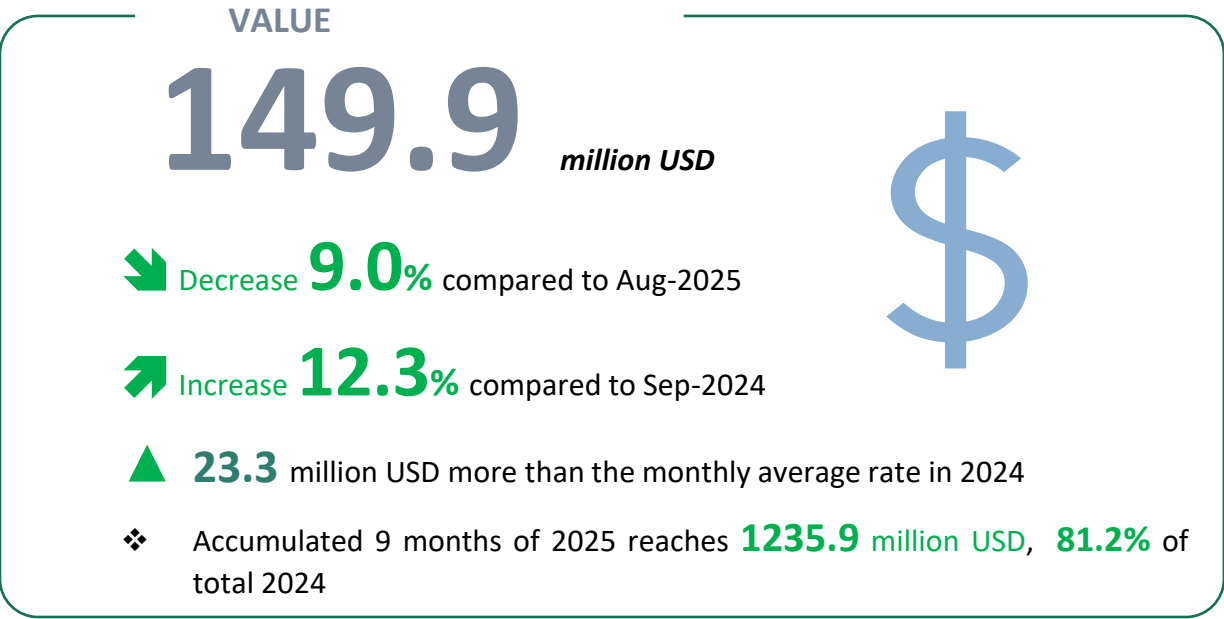 VALUE
149.9 million USD
Decrease 9.0% compared to Aug-2025
Increase 12.3% compared to Sep-2024
23.3 million USD more than the monthly average rate in 2024
❖ Accumulated 9 months of 2025 reaches 1235.9 million USD, 81.2% of
total 2024